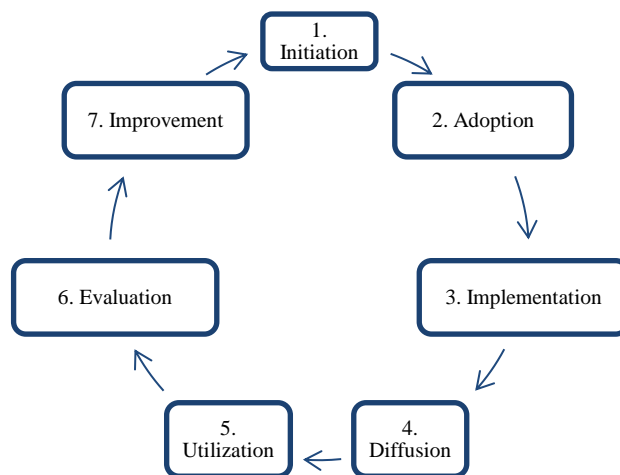 1.
Initiation
2. Adoption
3. Implementation
4.
Diffusion
5.
Utilization
6. Evaluation
7. Improvement